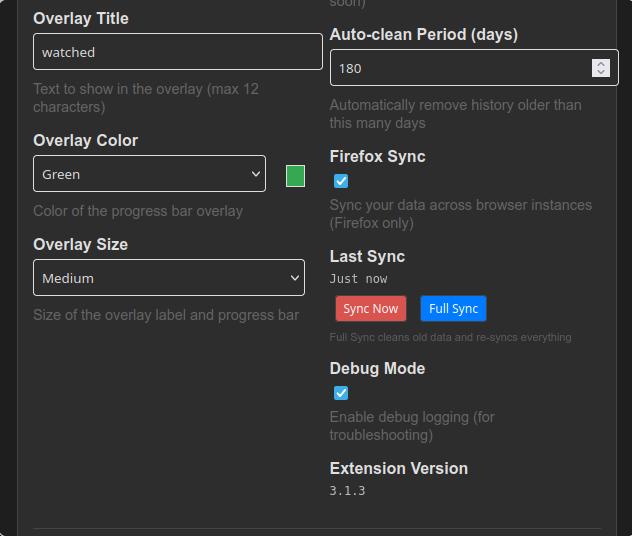 Overlay Title
watched
Text to show in the overlay (max 12
characters)
Overlay Color
Green
Color of the progress bar overlay
Overlay Size
Medium
Size of the overlay label and progress bar
soon)
Auto-clean Period (days)
180
Automatically remove history older than
this many days
Firefox Sync
Sync your data across browser instances
(Firefox only)
Last Sync
Just now
Sync Now Full Sync
Full Sync cleans old data and re-syncs everything
Debug Mode
Enable debug logging (for
troubleshooting)
Extension Version
3.1.3